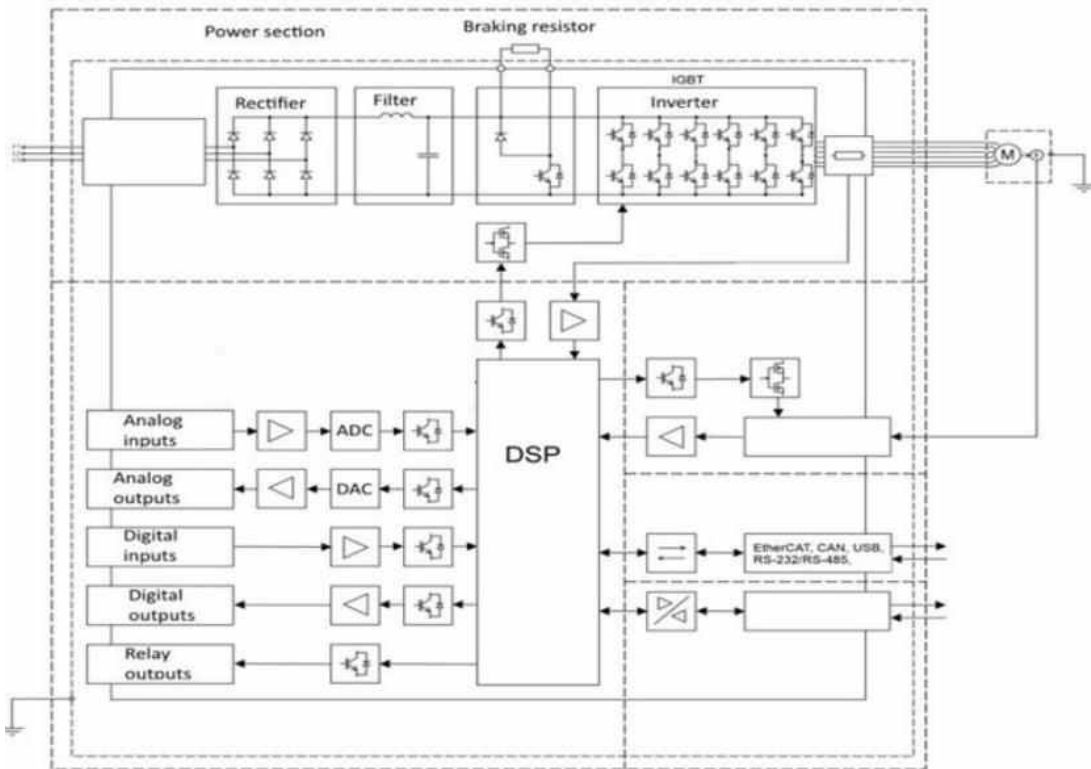 Power section
Braking resistor
IGBT
Rectifier
Filter
Inverter
M
Analog
inputs
ADC
Analog
outputs
DAC
DSP
Digital
inputs
EtherCAT, CAN, USB,
RS-232/RS-485,
Digital
outputs
Relay
outputs